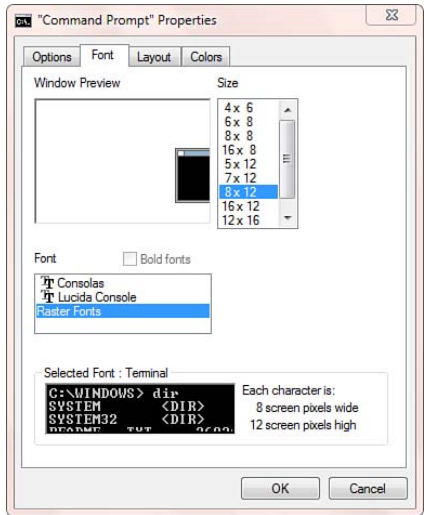 "Command Prompt" Properties
Options Font Layout Colors
Window Preview Size
4 x 6
6 x 8
8 x 8
16 x 8
5 x 12
7 x 12
8 x 12
16 x 12
12 x 16
Font Bold fonts
Consolas
Lucida Console
Raster Fonts
Selected Font : Terminal
C:\WINDOWS> dir
SYSTEM <DIR>
SYSTEM32 <DIR>
README TXT
Each character is:
8 screen pixels wide
12 screen pixels high
OK Cancel